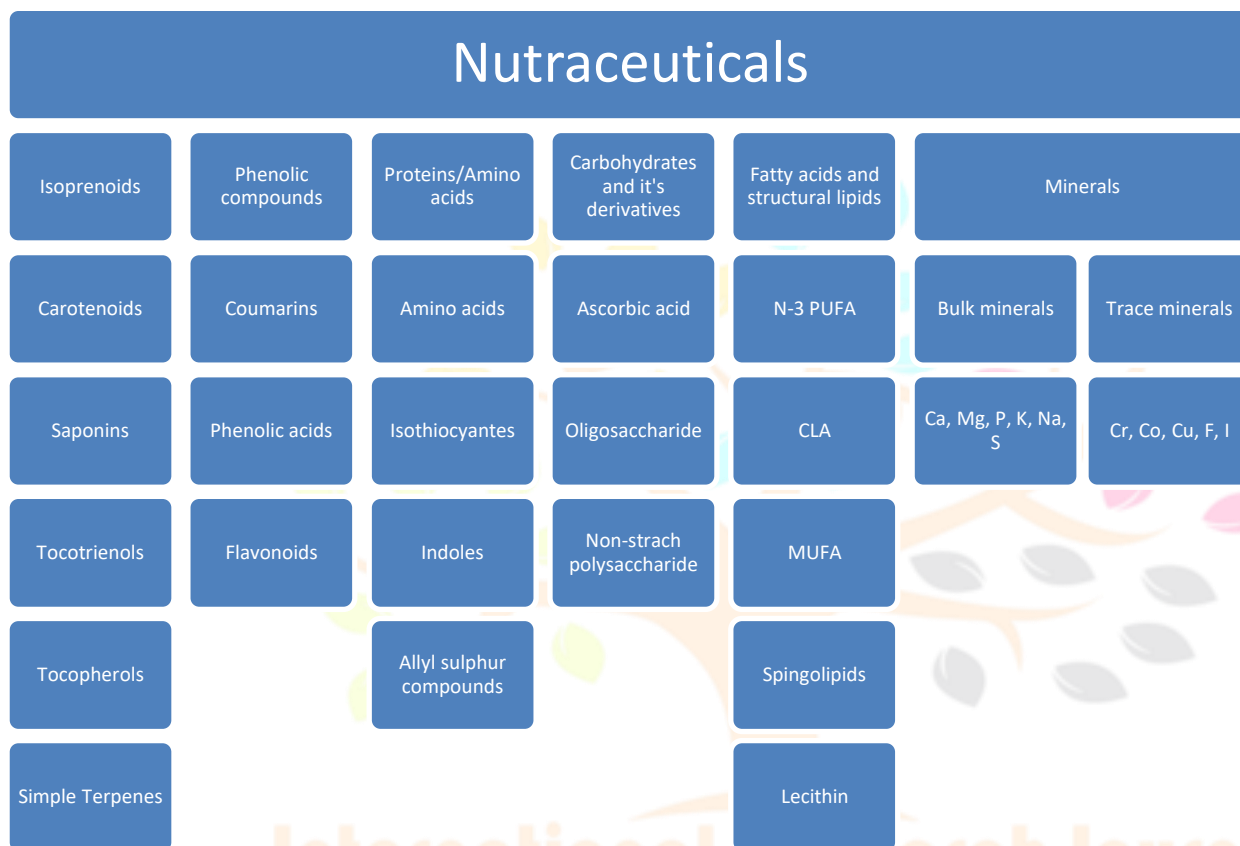 Nutraceuticals
Isoprenoids
Phenolic
compounds
Proteins/Amino
acids
Carbohydrates
and it's
derivatives
Fatty acids and
structural lipids
Minerals
Carotenoids
Coumarins
Amino acids
Ascorbic acid
N-3 PUFA
Bulk minerals
Trace minerals
Saponins
Phenolic acids
Isothiocyantes
Oligosaccharide
CLA
Ca, Mg, P, K, Na,
S
Cr, Co, Cu, F, I
Tocotrienols
Flavonoids
Indoles
Non-strach
polysaccharide
MUFA
Tocopherols
Allyl sulphur
compounds
Spingolipids
Simple Terpenes
Lecithin